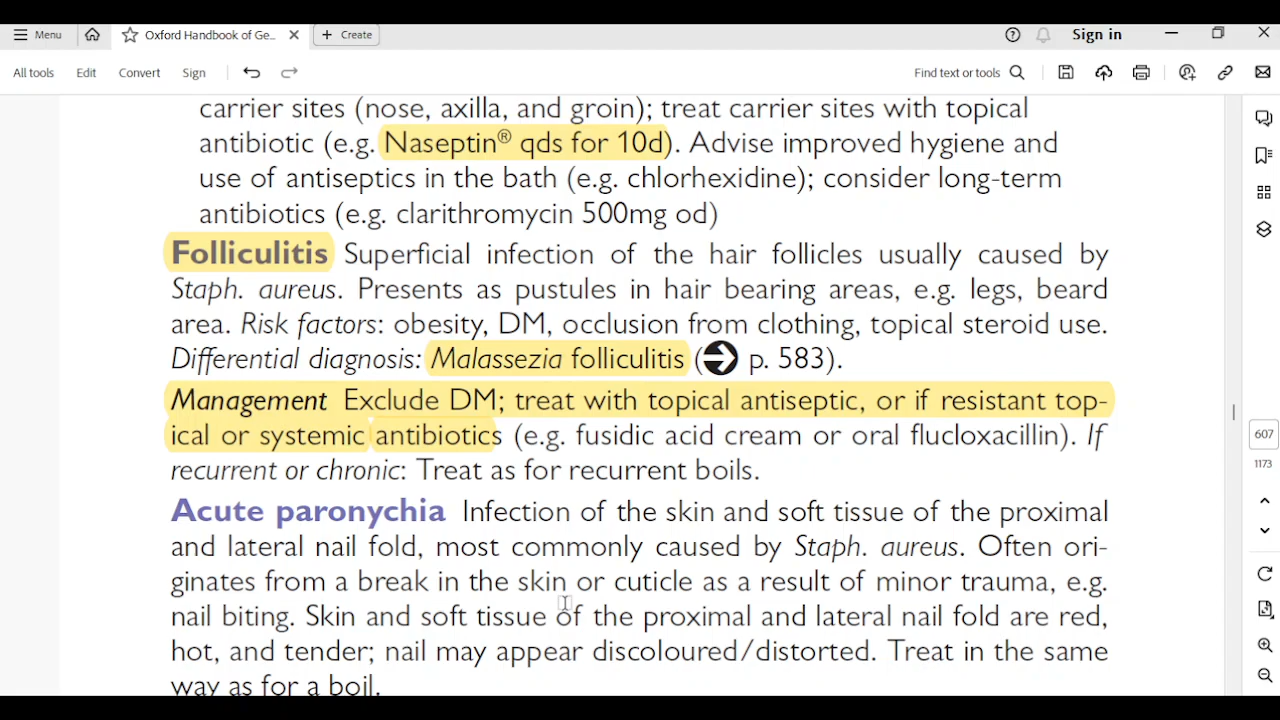 Menu
Oxford Handbook of Ge...
Create
Sign in
All tools
Edit
Convert
Sign
Find text or tools
carrier sites (nose, axilla, and groin); treat carrier sites with topical
antibiotic (e.g. Naseptin® qds for 10d). Advise improved hygiene and
use of antiseptics in the bath (e.g. chlorhexidine); consider long-term
antibiotics (e.g. clarithromycin 500mg od)
Folliculitis Superficial infection of the hair follicles usually caused by
Staph. aureus. Presents as pustules in hair bearing areas, e.g. legs, beard
area. Risk factors: obesity, DM, occlusion from clothing, topical steroid use.
Differential diagnosis: Malassezia folliculitis (➔ p. 583).
Management Exclude DM; treat with topical antiseptic, or if resistant top-
ical or systemic antibiotics (e.g. fusidic acid cream or oral flucloxacillin). If
recurrent or chronic: Treat as for recurrent boils.
Acute paronychia Infection of the skin and soft tissue of the proximal
and lateral nail fold, most commonly caused by Staph. aureus. Often ori-
ginates from a break in the skin or cuticle as a result of minor trauma, e.g.
nail biting. Skin and soft tissue of the proximal and lateral nail fold are red,
hot, and tender; nail may appear discoloured/distorted. Treat in the same
way as for a boil.
607
1173